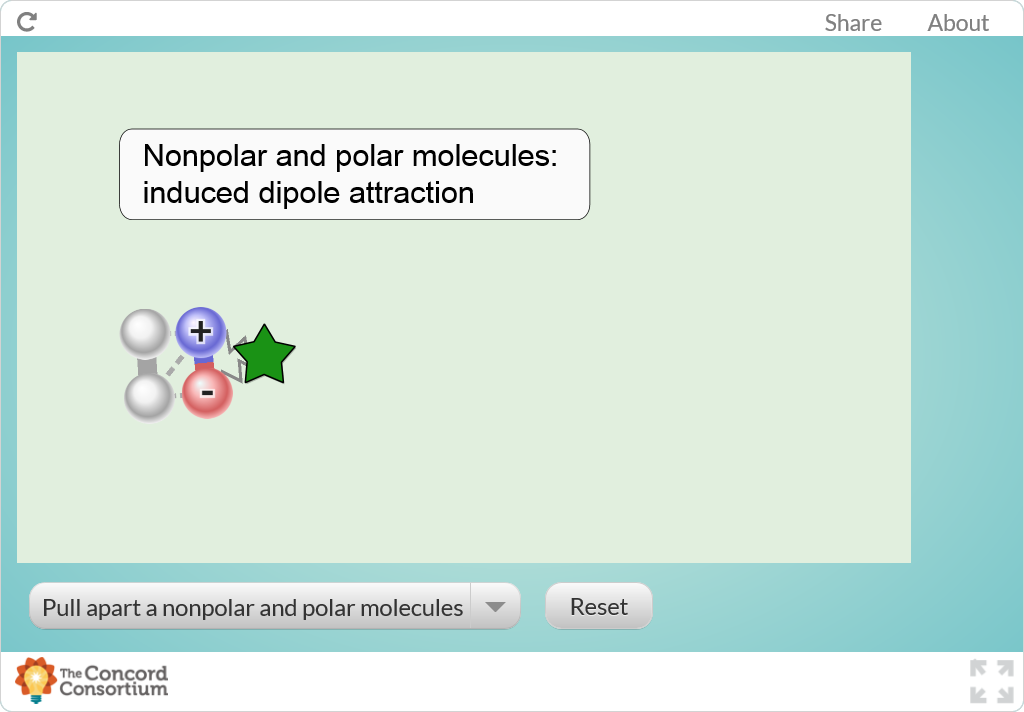 Share About
Nonpolar and polar molecules:
induced dipole attraction
+
-
Pull apart a nonpolar and polar molecules Reset
The Concord
Consortium